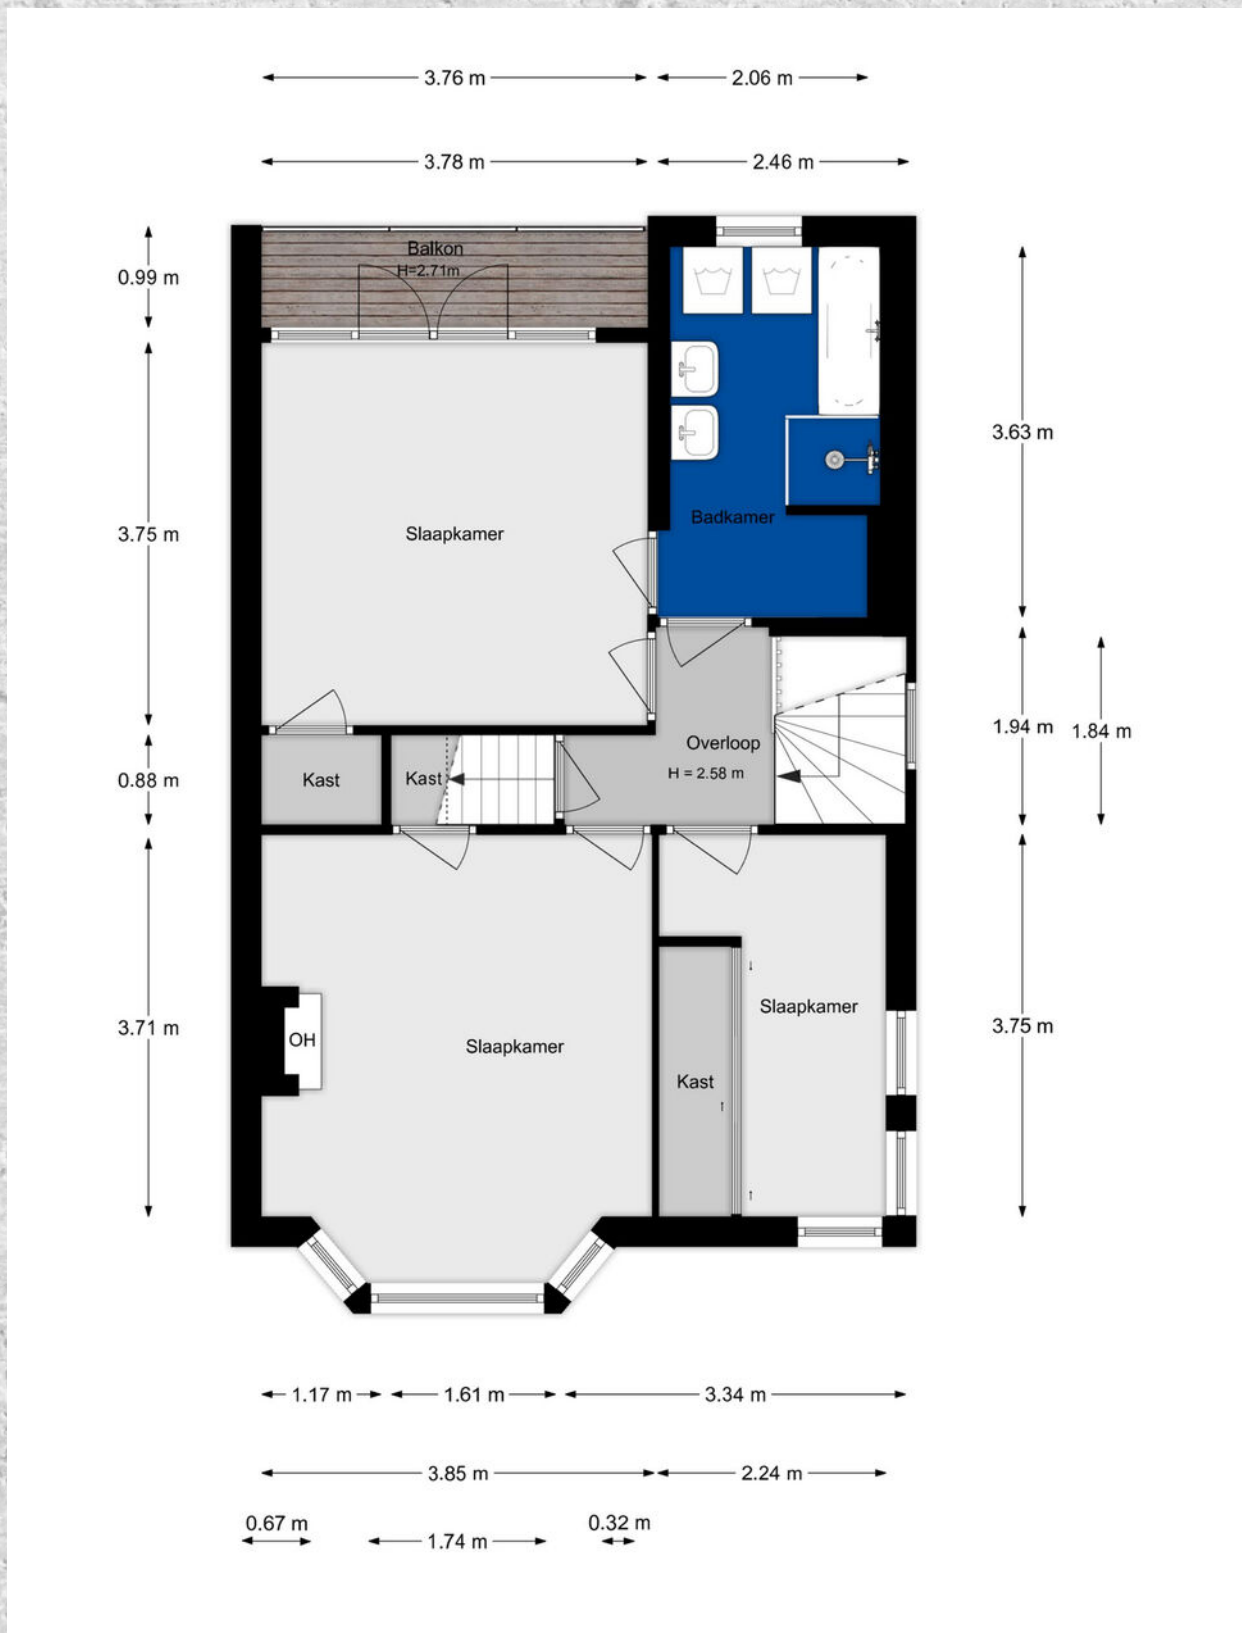 3.76 m
2.06 m
3.78 m
2.46 m
Balkon
H=2.71m
0.99 m
3.63 m
Badkamer
3.75 m
Slaapkamer
1.94 m
1.84 m
Overloop
H = 2.58 m
0.88 m
Kast
Kast
Slaapkamer
3.71 m
3.75 m
OH
Slaapkamer
Kast
1.17 m
1.61 m
3.34 m
3.85 m
2.24 m
0.67 m
0.32 m
1.74 m